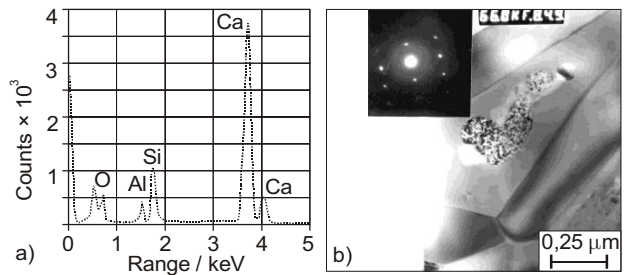 a)
Counts × 10³
4
3
2
1
0
Ca
O
Al
Si
Ca
0 1 2 3 4 5
Range / keV
b)
0,25 μm